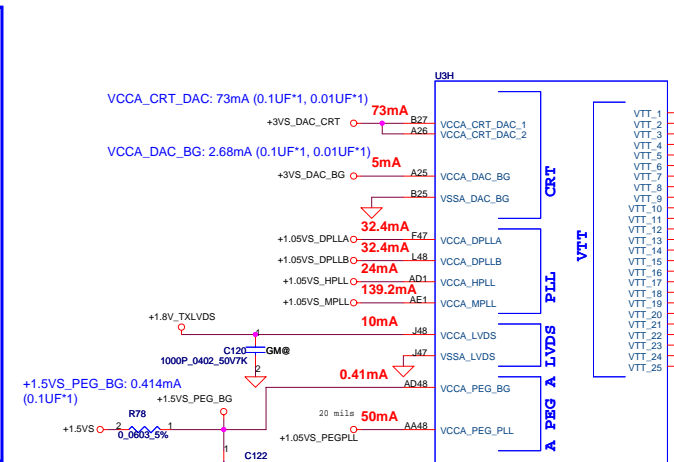 U3H
VCCA_CRT_DAC: 73mA (0.1UF*1, 0.01UF*1)
73mA
+3VS_DAC_CRT
B27
VCCA_CRT_DAC_1
A26
VCCA_CRT_DAC_2
VCCA_DAC_BG: 2.68mA (0.1UF*1, 0.01UF*1)
5mA
+3VS_DAC_BG
A25
VCCA_DAC_BG
B25
VSSA_DAC_BG
CRT
32.4mA
+1.05VS_DPLLA
F47
VCCA_DPLLA
32.4mA
+1.05VS_DPLLB
L48
VCCA_DPLLB
24mA
+1.05VS_HPLL
AD1
VCCA_HPLL
139.2mA
+1.05VS_MPLL
AE1
VCCA_MPLL
PLL
+1.8V_TXLVDS
10mA
J48
VCCA_LVDS
1
C120
GM@
1000P_0402_50V7K
2
J47
VSSA_LVDS
A LVDS
+1.5VS_PEG_BG: 0.414mA
(0.1UF*1)
0.41mA
AD48
VCCA_PEG_BG
+1.5VS_PEG_BG
R78
+1.5VS
2
1
0_0603_5%
20 mils
50mA
+1.05VS_PEGPLL
AA48
VCCA_PEG_PLL
A PEG
1
C122
VTT
VTT_1
VTT_2
VTT_3
VTT_4
VTT_5
VTT_6
VTT_7
VTT_8
VTT_9
VTT_10
VTT_11
VTT_12
VTT_13
VTT_14
VTT_15
VTT_16
VTT_17
VTT_18
VTT_19
VTT_20
VTT_21
VTT_22
VTT_23
VTT_24
VTT_25